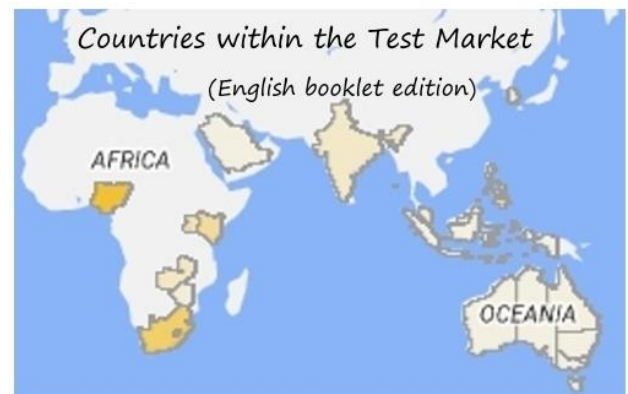 Countries within the Test Market
(English booklet edition)
AFRICA
OCEANIA